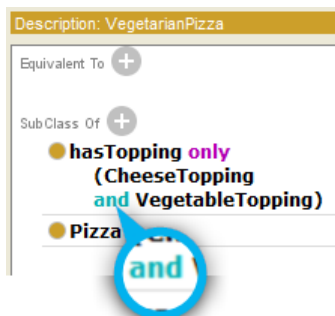 Description: VegetarianPizza
Equivalent To
SubClass Of
hasTopping only
(CheeseTopping
and VegetableTopping)
Pizza
and